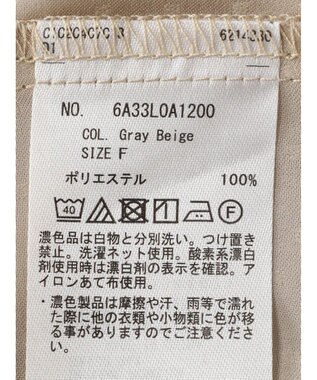 NO. 6A33L0A1200
COL. Gray Beige
SIZE F
ポリエステル 100%
40
F
濃色品は白物と分別洗い。つけ置き
禁止。洗濯ネット使用。酸素系漂白
剤使用時は漂白剤の表示を確認。ア
イロンあて布使用。
・濃色製品は摩擦や汗、雨等で濡れ
た際に他の衣類や小物類に色が移
る事がありますのでご注意くださ
い。